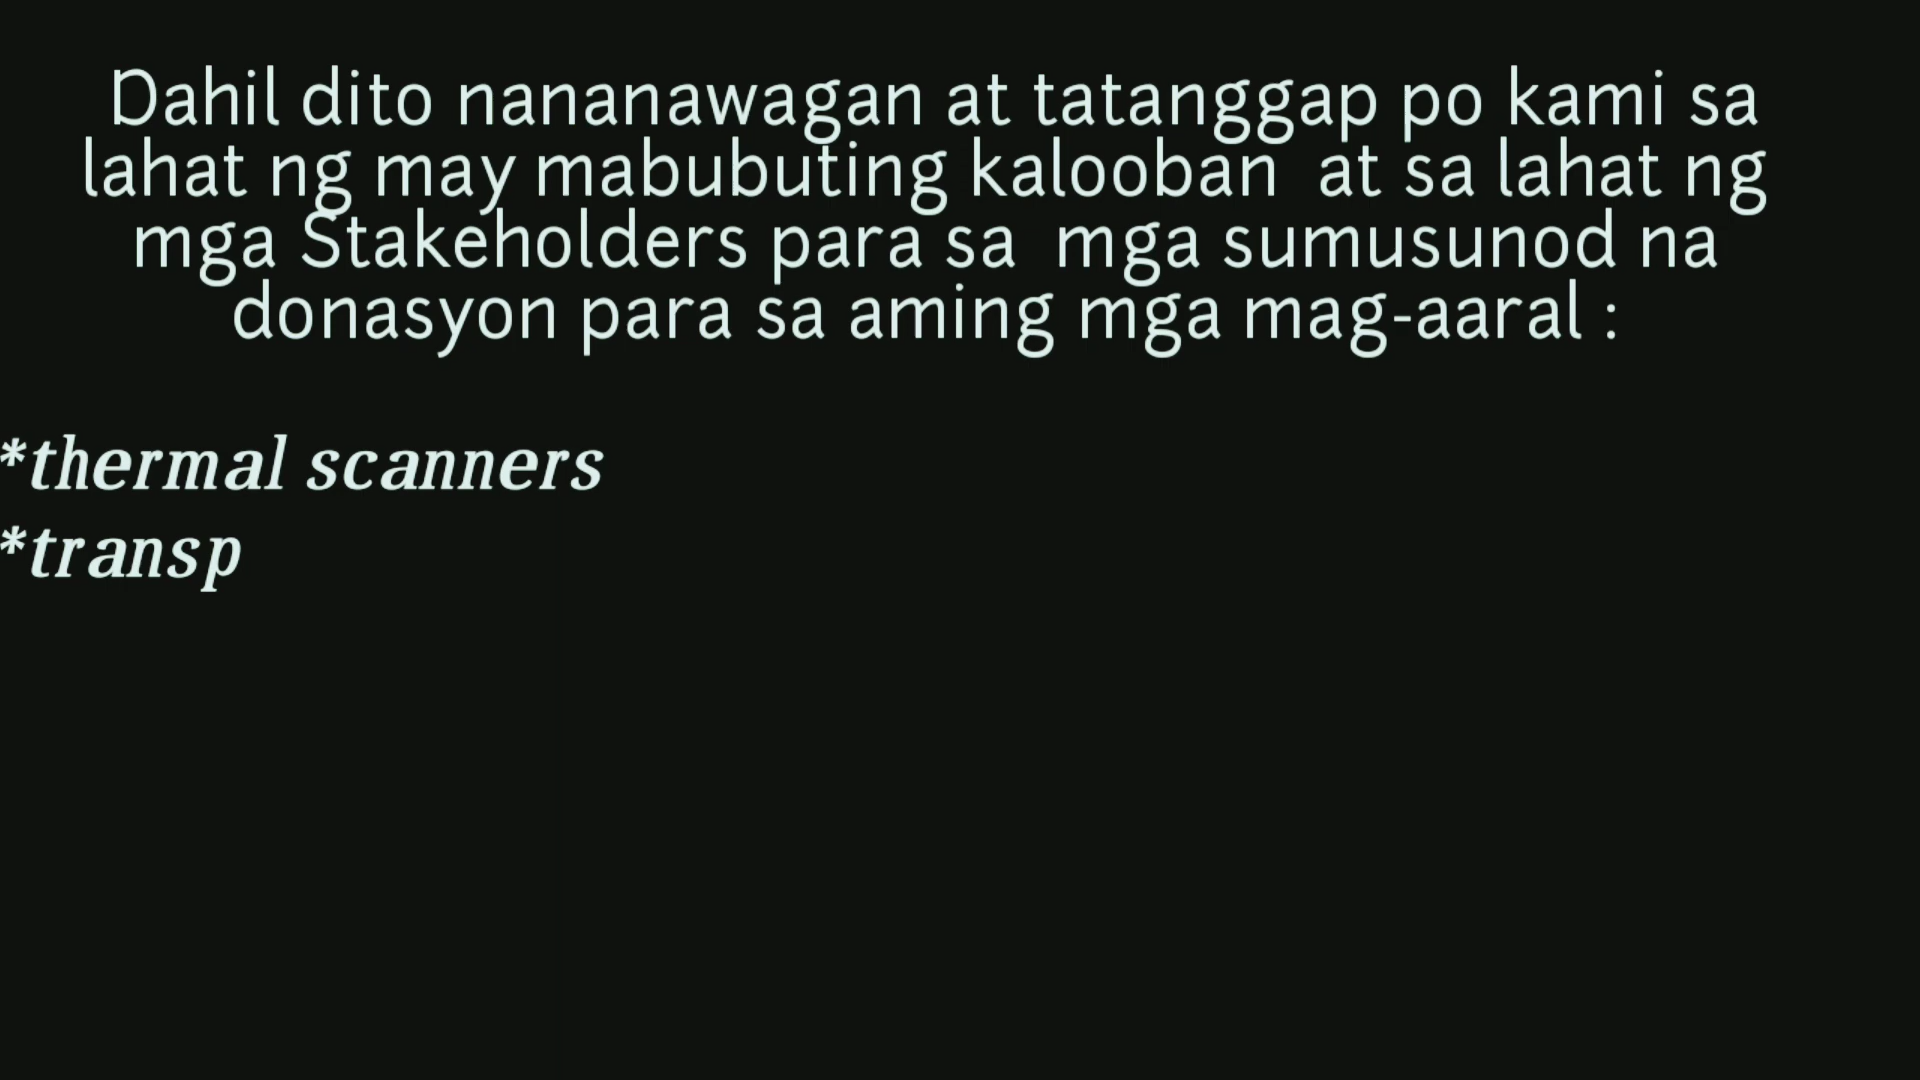 Dahil dito nananawagan at tatanggap po kami sa
lahat ng may mabubuting kalooban at sa lahat ng
mga Stakeholders para sa mga sumusunod na
donasyon para sa aming mga mag-aaral :
*thermal scanners
*transp